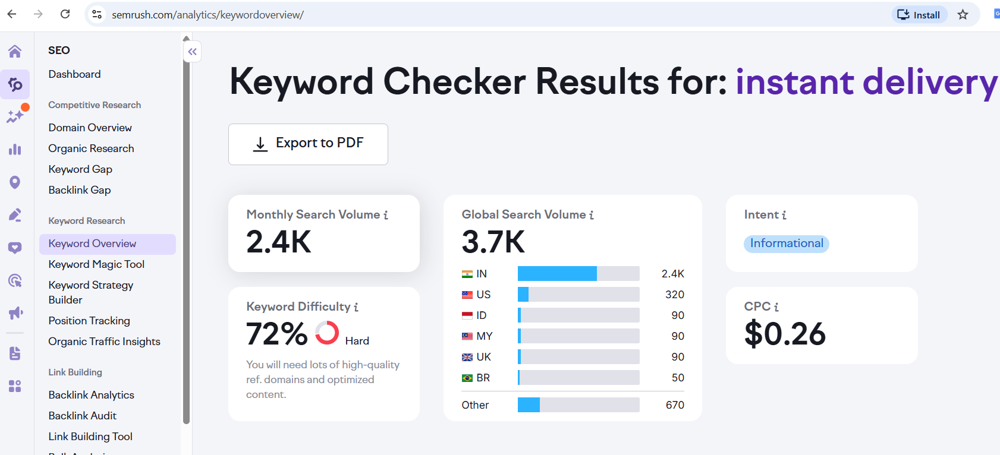 semrush.com/analytics/keywordoverview/
Install
SEO
Dashboard
Competitive Research
Domain Overview
Organic Research
Keyword Gap
Backlink Gap
Keyword Research
Keyword Overview
Keyword Magic Tool
Keyword Strategy
Builder
Position Tracking
Organic Traffic Insights
Link Building
Backlink Analytics
Backlink Audit
Link Building Tool
Keyword Checker Results for: instant delivery
Export to PDF
Monthly Search Volume i
2.4K
Keyword Difficulty i
72% Hard
You will need lots of high-quality
ref. domains and optimized
content.
Global Search Volume i
3.7K
IN 2.4K
US 320
ID 90
MY 90
UK 90
BR 50
Other 670
Intent i
Informational
CPC i
$0.26